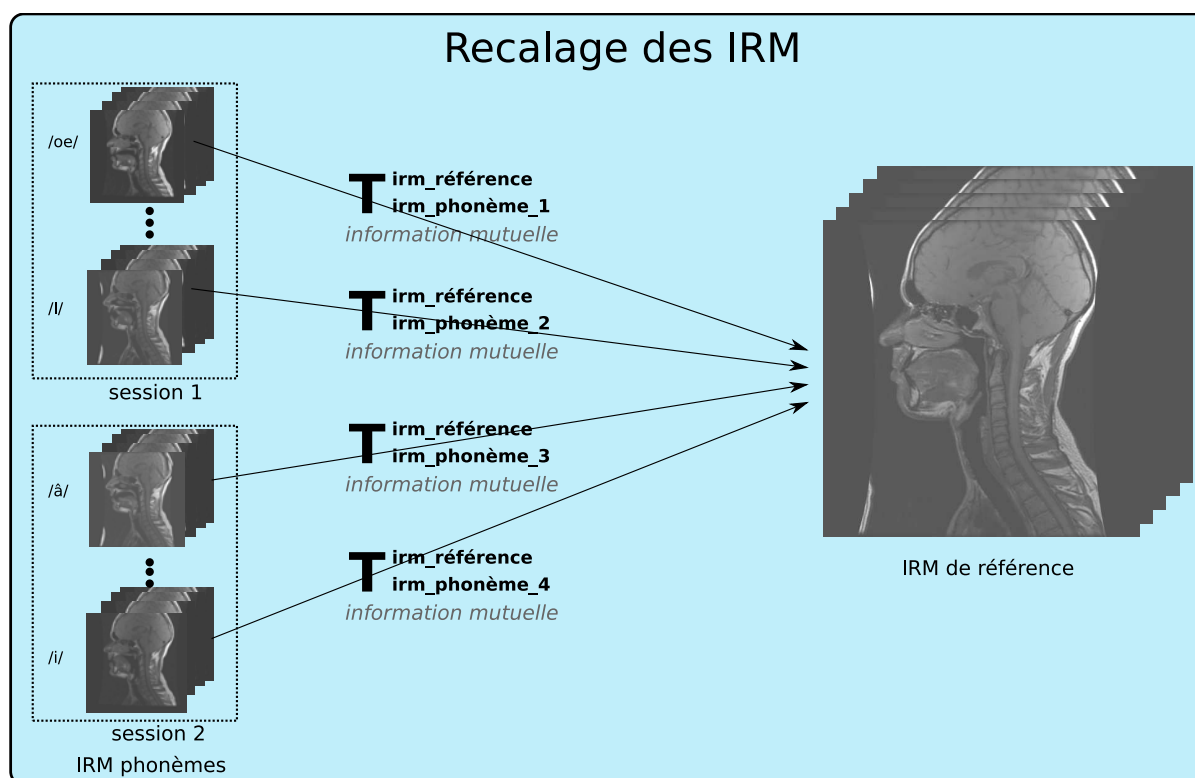 Recalage des IRM
/oe/
/l/
session 1
/â/
/i/
session 2
IRM phonèmes
T irm_référence
irm_phonème_1
information mutuelle
T irm_référence
irm_phonème_2
information mutuelle
T irm_référence
irm_phonème_3
information mutuelle
T irm_référence
irm_phonème_4
information mutuelle
IRM de référence